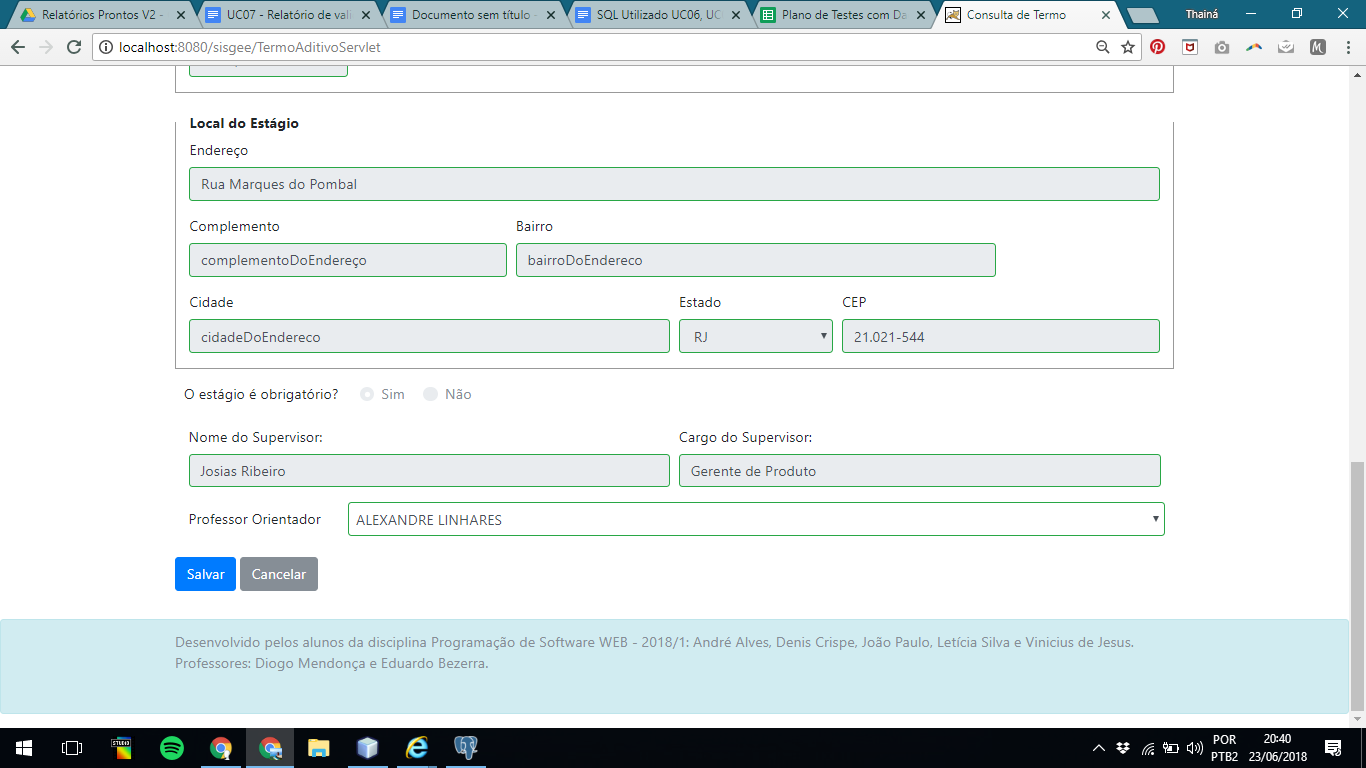 Relatórios Prontos V2 -
UC07 - Relatório de vali
Documento sem título -
SQL Utilizado UC06, UC
Plano de Testes com Da
Consulta de Termo
Thainá
localhost:8080/sisgee/TermoAditivoServlet
Local do Estágio
Endereço
Rua Marques do Pombal
Complemento Bairro
complementoDoEndereço bairroDoEndereco
Cidade Estado CEP
cidadeDoEndereco RJ 21.021-544
O estágio é obrigatório? Sim Não
Nome do Supervisor: Cargo do Supervisor:
Josias Ribeiro Gerente de Produto
Professor Orientador ALEXANDRE LINHARES
Salvar Cancelar
Desenvolvido pelos alunos da disciplina Programação de Software WEB - 2018/1: André Alves, Denis Crispe, João Paulo, Letícia Silva e Vinicius de Jesus.
Professores: Diogo Mendonça e Eduardo Bezerra.
STUDIO
POR
PTB2
20:40
23/06/2018